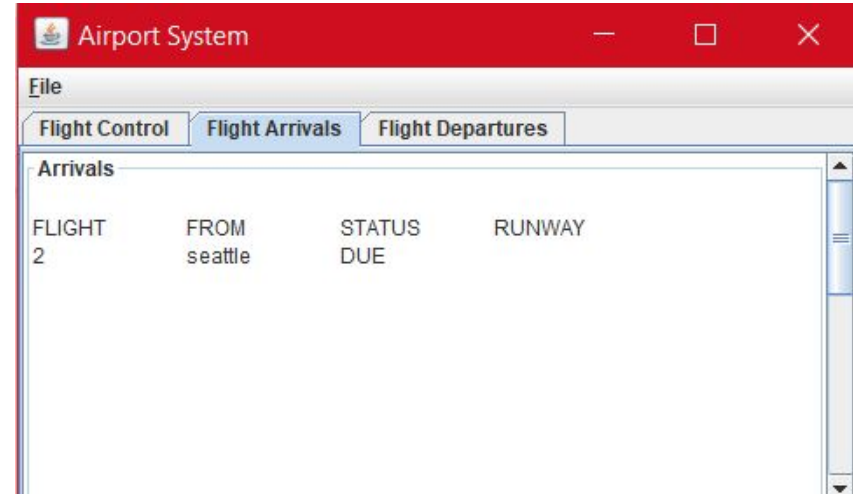 Airport System
File
Flight Control Flight Arrivals Flight Departures
Arrivals
FLIGHT FROM STATUS RUNWAY
2 seattle DUE